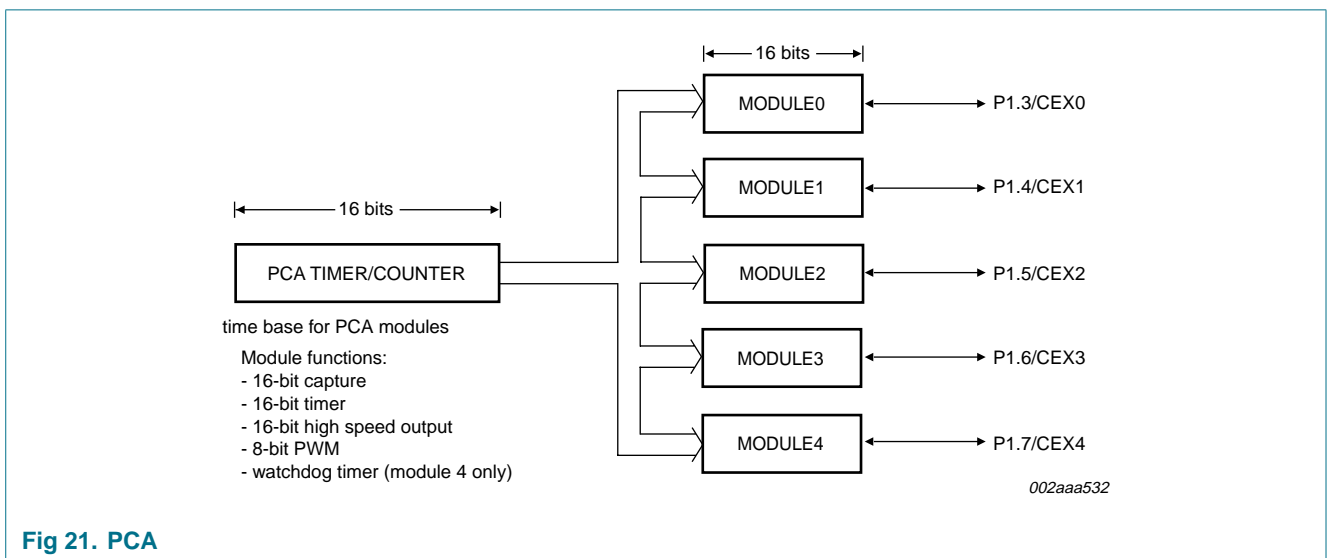 16 bits
MODULE0
P1.3/CEX0
MODULE1
P1.4/CEX1
16 bits
PCA TIMER/COUNTER
MODULE2
P1.5/CEX2
time base for PCA modules
Module functions:
- 16-bit capture
- 16-bit timer
- 16-bit high speed output
- 8-bit PWM
- watchdog timer (module 4 only)
MODULE3
P1.6/CEX3
MODULE4
P1.7/CEX4
002aaa532
Fig 21. PCA